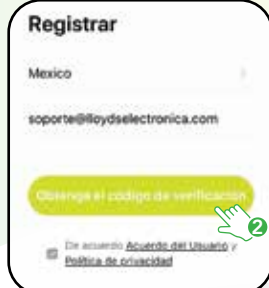 Registrar
Mexico
soporte@lloydselectronica.com
Obtenga el código de verificación
2
De acuerdo Acuerdo del Usuario y
Política de privacidad